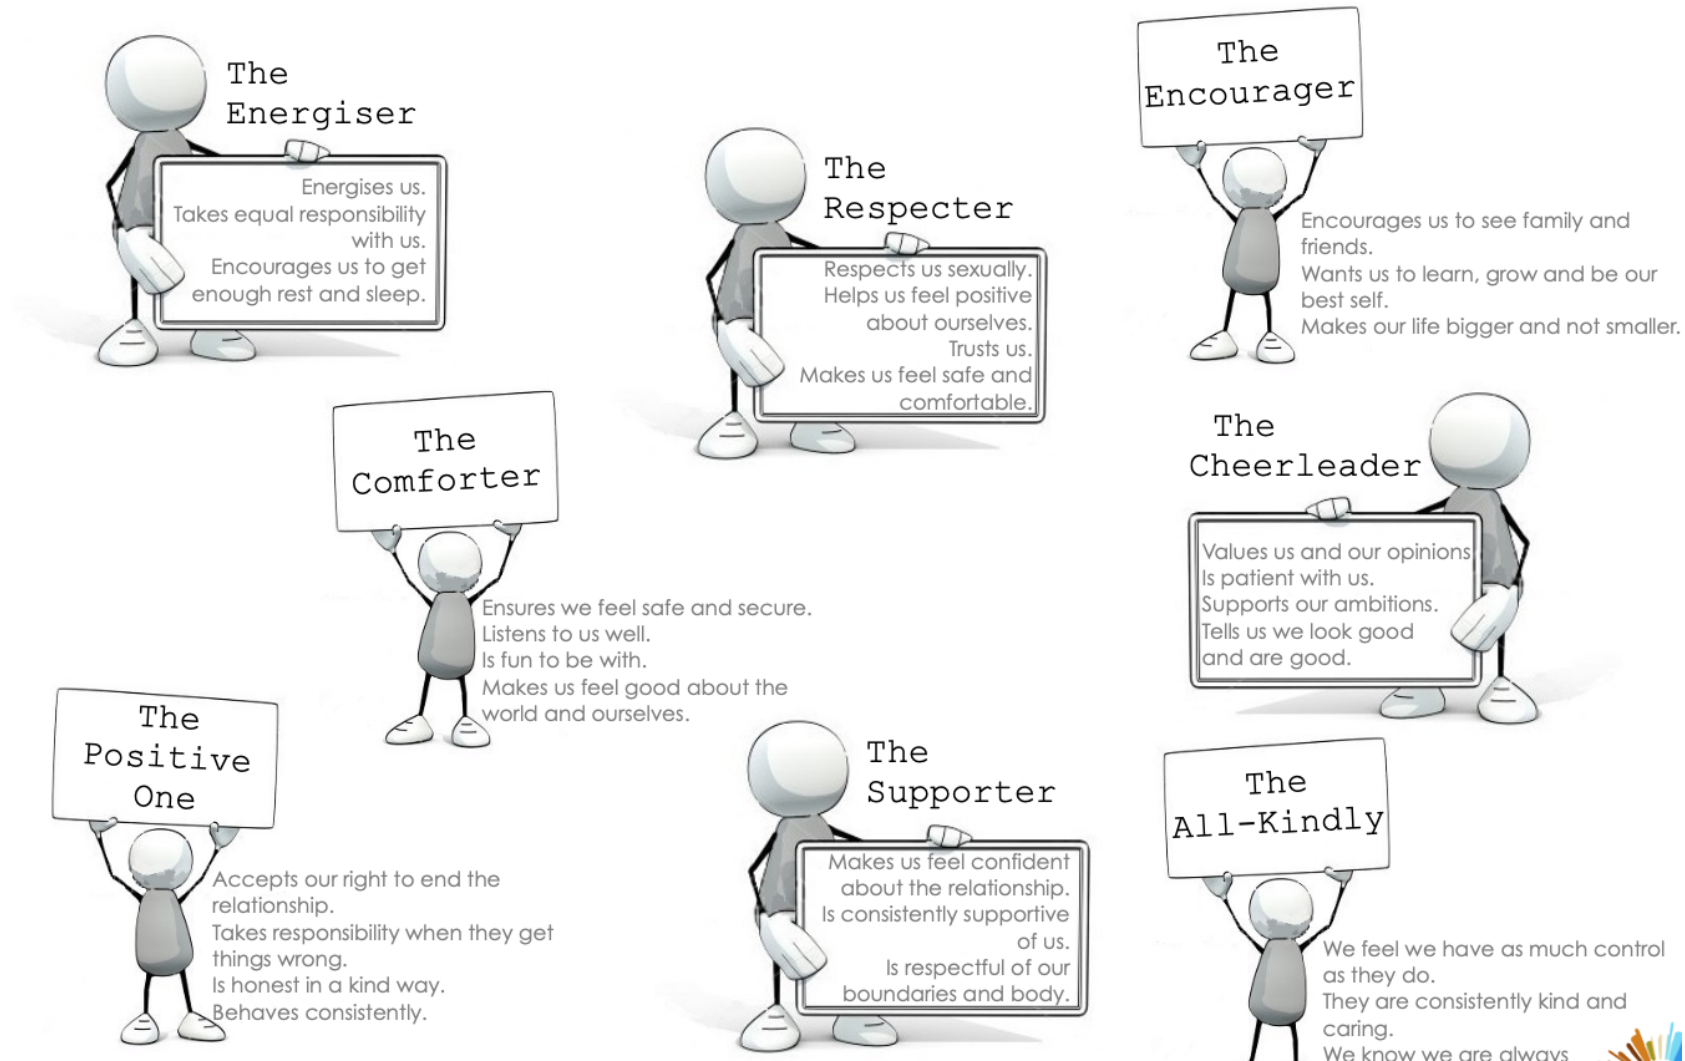 The
Energiser
Energises us.
Takes equal responsibility
with us.
Encourages us to get
enough rest and sleep.
The
Respecter
Respects us sexually.
Helps us feel positive
about ourselves.
Trusts us.
Makes us feel safe and
comfortable.
The
Encourager
Encourages us to see family and
friends.
Wants us to learn, grow and be our
best self.
Makes our life bigger and not smaller.
The
Comforter
Ensures we feel safe and secure.
Listens to us well.
Is fun to be with.
Makes us feel good about the
world and ourselves.
The
Cheerleader
Values us and our opinions
Is patient with us.
Supports our ambitions.
Tells us we look good
and are good.
The
Positive
One
Accepts our right to end the
relationship.
Takes responsibility when they get
things wrong.
Is honest in a kind way.
Behaves consistently.
The
Supporter
Makes us feel confident
about the relationship.
Is consistently supportive
of us.
Is respectful of our
boundaries and body.
The
All-Kindly
We feel we have as much control
as they do.
They are consistently kind and
caring.
We know we are always